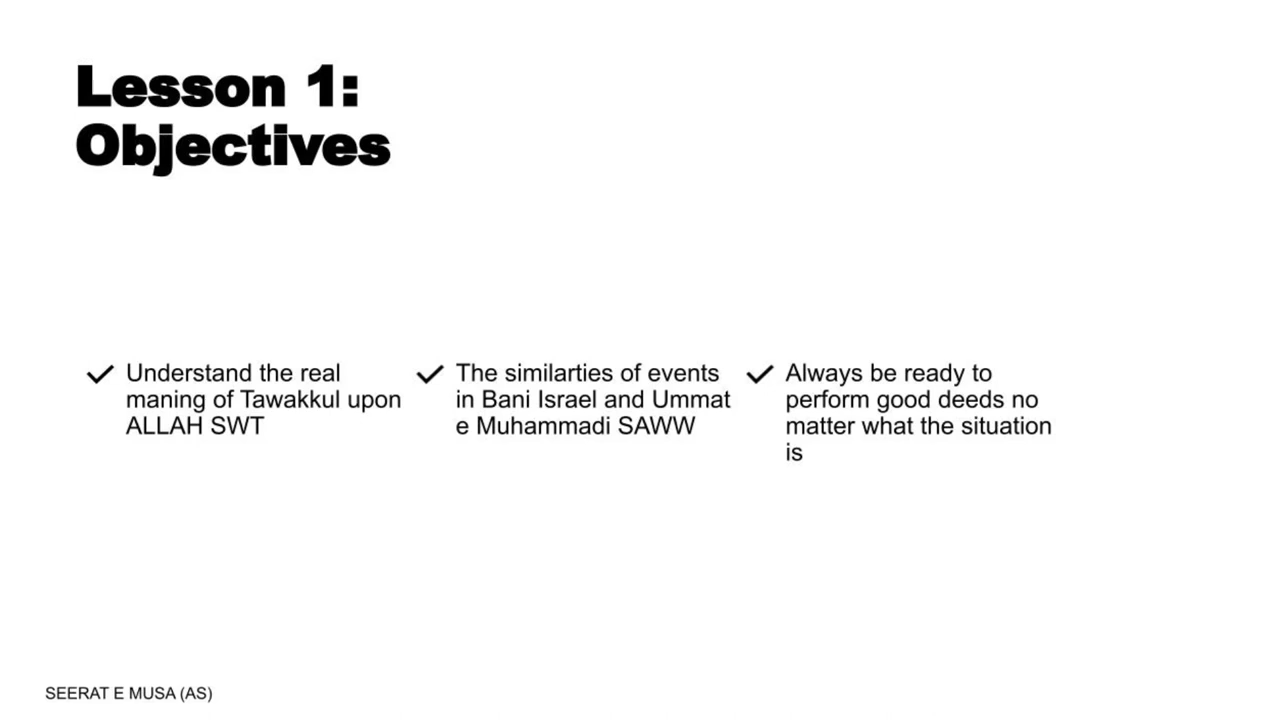 Lesson 1:
Objectives
Understand the real
maning of Tawakkul upon
ALLAH SWT
The similarties of events
in Bani Israel and Ummat
e Muhammadi SAWW
Always be ready to
perform good deeds no
matter what the situation
is
SEERAT E MUSA (AS)